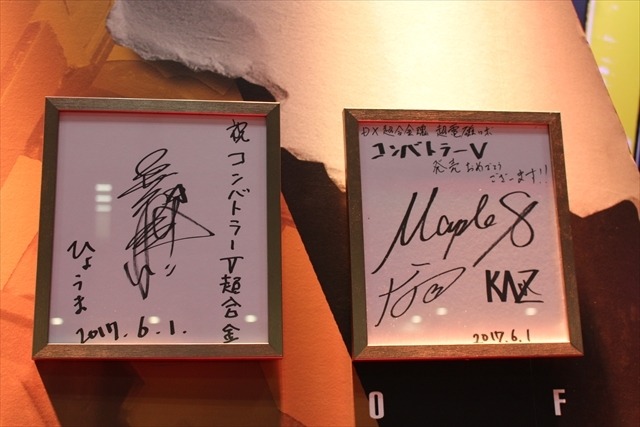 祝 コンバトラーV超合金
ひょうま
2017.6.1.
DX超合金魂 超電磁ロボ
コンバトラーV
発売 おめでとう
ございます!!
Maple S
KAZ
2017.6.1
O F